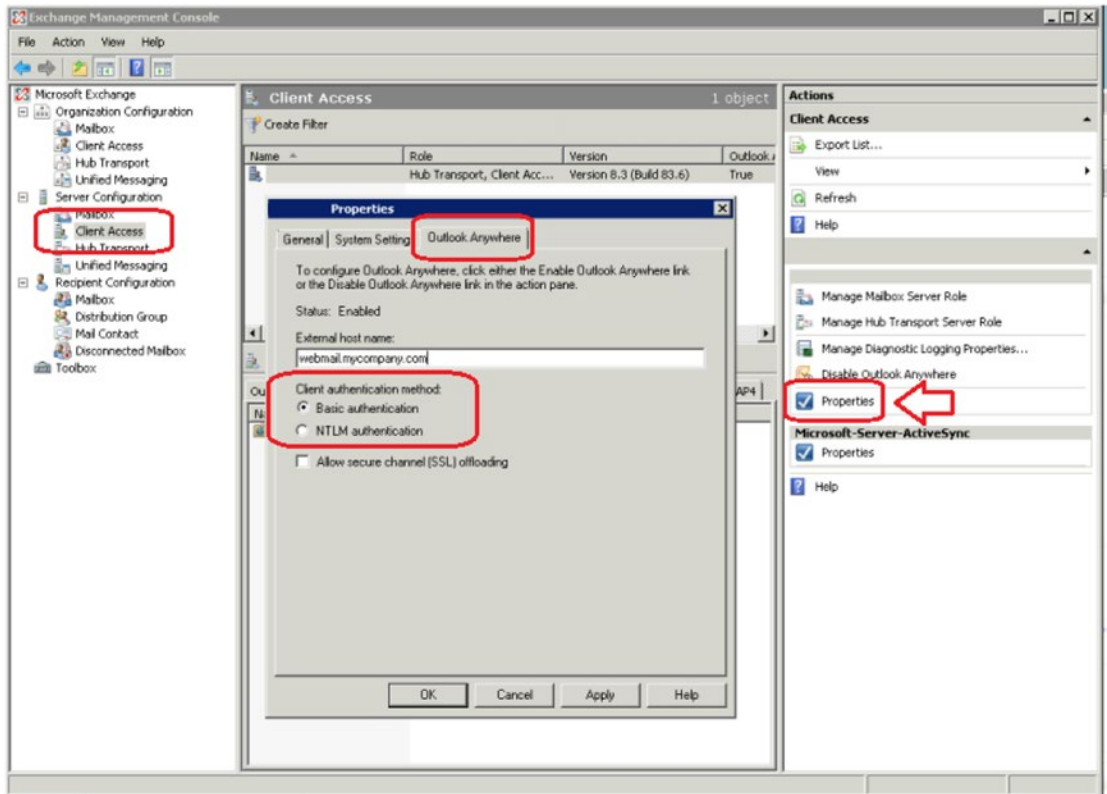 Exchange Management Console
File Action View Help
Microsoft Exchange
Organization Configuration
Mailbox
Client Access
Hub Transport
Unified Messaging
Server Configuration
Mailbox
Client Access
Hub Transport
Unified Messaging
Recipient Configuration
Mailbox
Distribution Group
Mail Contact
Disconnected Mailbox
Toolbox
Client Access 1 object
Create Filter
Name Role Version Outlook
Hub Transport, Client Acc... Version 8.3 (Build 83.6) True
Properties
General System Setting Outlook Anywhere
To configure Outlook Anywhere, click either the Enable Outlook Anywhere link
or the Disable Outlook Anywhere link in the action pane.
Status: Enabled
External host name:
webmail.mycompany.com
Client authentication method:
Basic authentication
NTLM authentication
Allow secure channel (SSL) offloading
OK Cancel Apply Help
Ou
AP4
Actions
Client Access
Export List...
View
Refresh
Help
Manage Mailbox Server Role
Manage Hub Transport Server Role
Manage Diagnostic Logging Properties...
Disable Outlook Anywhere
Properties
Microsoft-Server-ActiveSync
Properties
Help